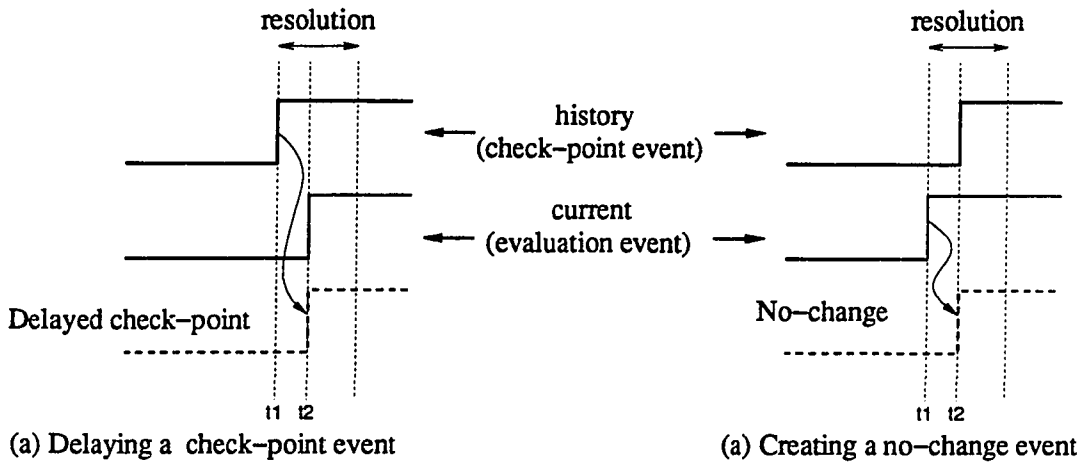 resolution
resolution
history
(check-point event)
current
(evaluation event)
Delayed check-point
No-change
t1 t2
t1 t2
(a) Delaying a check-point event
(a) Creating a no-change event